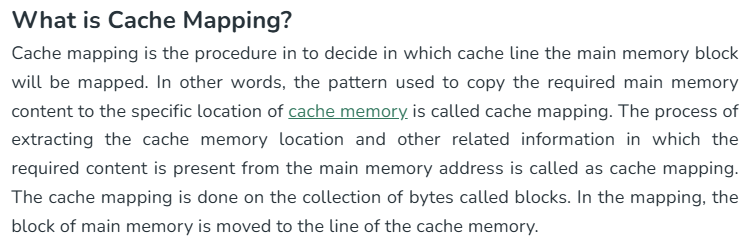 What is Cache Mapping?
Cache mapping is the procedure in to decide in which cache line the main memory block
will be mapped. In other words, the pattern used to copy the required main memory
content to the specific location of cache memory is called cache mapping. The process of
extracting the cache memory location and other related information in which the
required content is present from the main memory address is called as cache mapping.
The cache mapping is done on the collection of bytes called blocks. In the mapping, the
block of main memory is moved to the line of the cache memory.